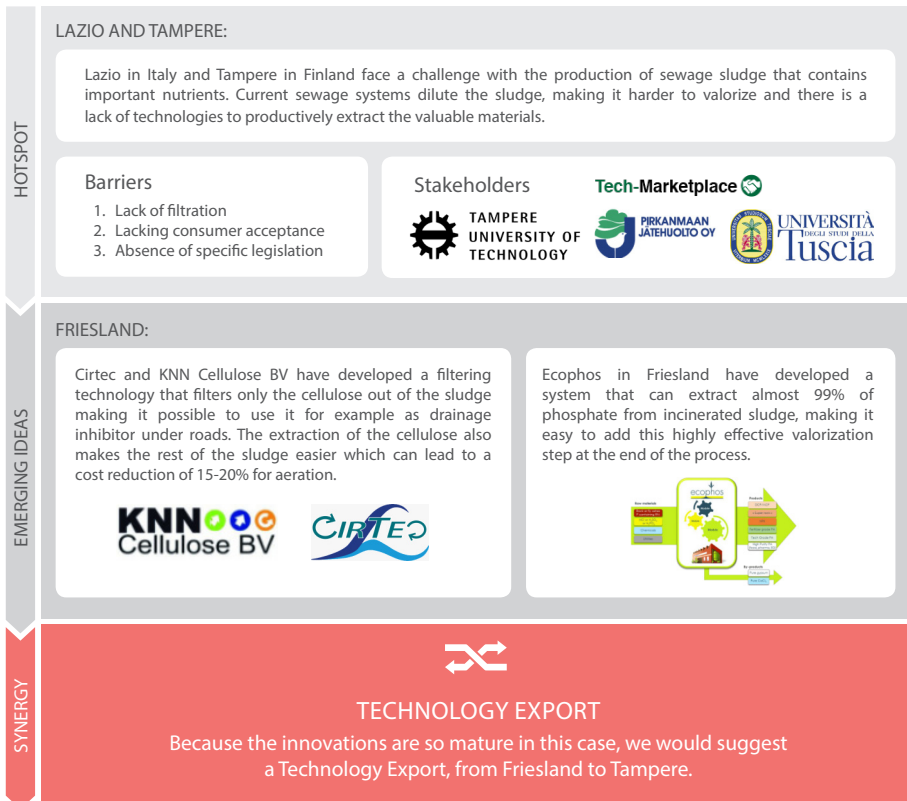 HOTSPOT
LAZIO AND TAMPERE:
Lazio in Italy and Tampere in Finland face a challenge with the production of sewage sludge that contains
important nutrients. Current sewage systems dilute the sludge, making it harder to valorize and there is a
lack of technologies to productively extract the valuable materials.
Barriers
1. Lack of filtration
2. Lacking consumer acceptance
3. Absence of specific legislation
Stakeholders
Tech-Marketplace
TAMPERE
UNIVERSITY OF
TECHNOLOGY
PIRKANMAAN
JÄTEHUOLTO OY
UNIVERSITÀ
DEGLI STUDI DELLA
Tuscia
EMERGING IDEAS
FRIESLAND:
Cirtec and KNN Cellulose BV have developed a filtering
technology that filters only the cellulose out of the sludge
making it possible to use it for example as drainage
inhibitor under roads. The extraction of the cellulose also
makes the rest of the sludge easier which can lead to a
cost reduction of 15-20% for aeration.
KNN
Cellulose BV
CIRTEC
Ecophos in Friesland have developed a
system that can extract almost 99% of
phosphate from incinerated sludge, making it
easy to add this highly effective valorization
step at the end of the process.
ecophos
Products
SYNERGY
TECHNOLOGY EXPORT
Because the innovations are so mature in this case, we would suggest
a Technology Export, from Friesland to Tampere.